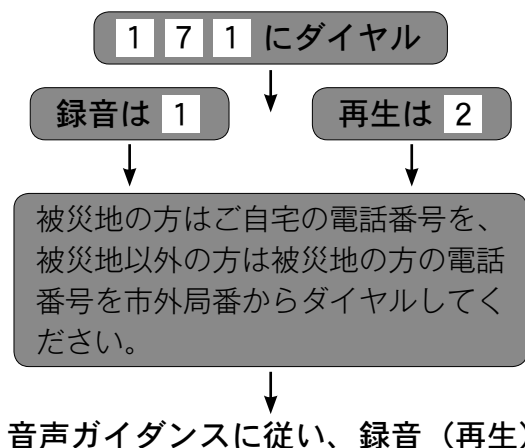 171にダイヤル
録音は 1
再生は 2
被災地の方はご自宅の電話番号を、
被災地以外の方は被災地の方の電話
番号を市外局番からダイヤルしてく
ださい。
音声ガイダンスに従い、録音（再生）